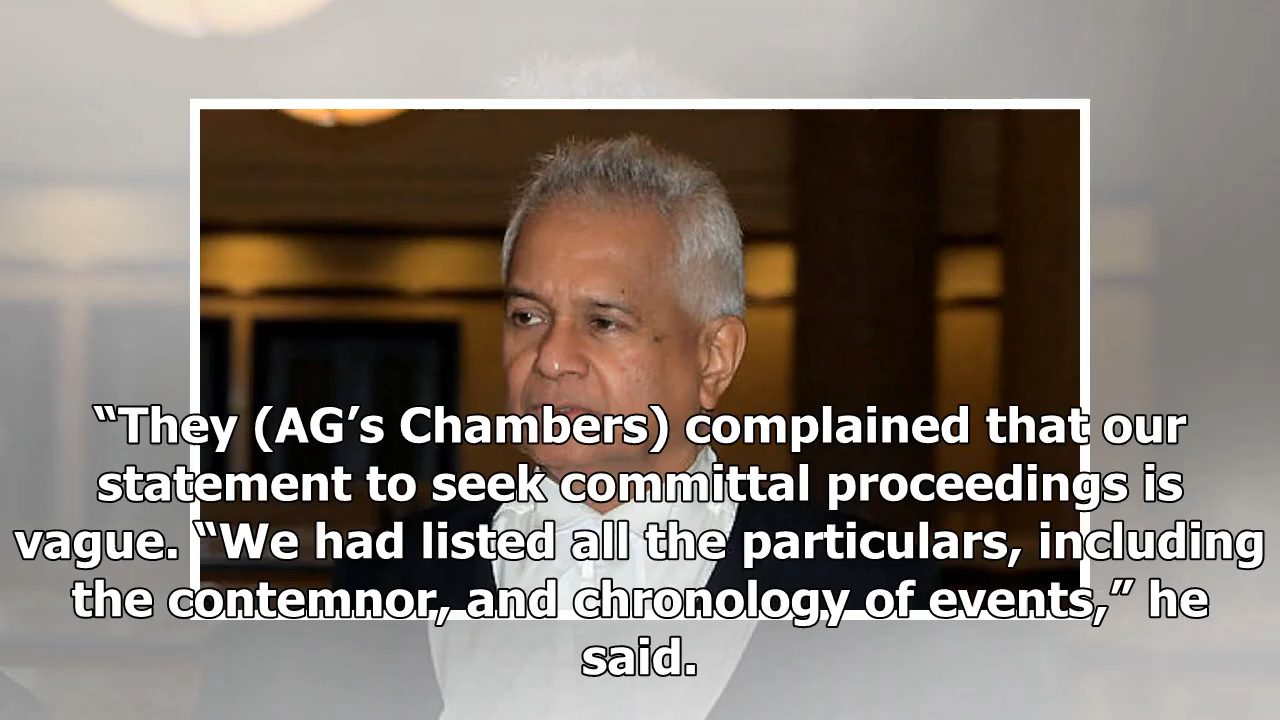 “They (AG’s Chambers) complained that our
statement to seek committal proceedings is
vague. “We had listed all the particulars, including
the contemnor, and chronology of events,” he
said.